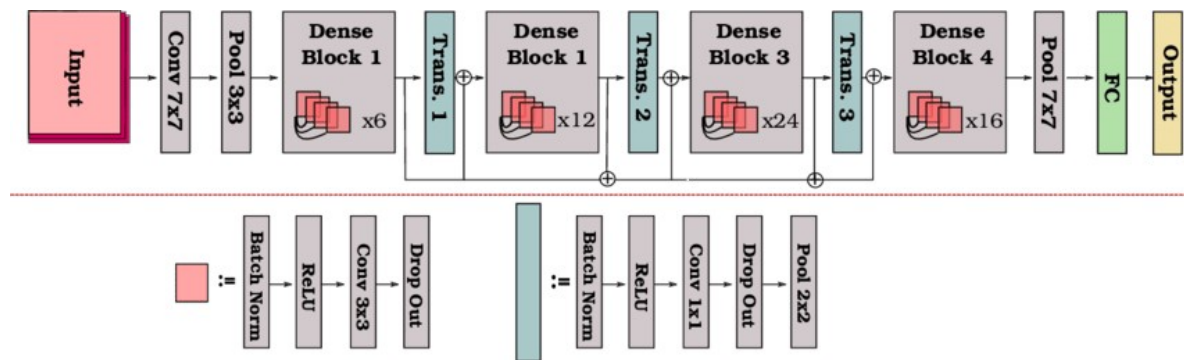 Input
Conv 7x7
Pool 3x3
Dense
Block 1
x6
Trans. 1
Dense
Block 1
x12
Trans. 2
Dense
Block 3
x24
Trans. 3
Dense
Block 4
x16
Pool 7x7
FC
Output
::=
Batch Norm
ReLU
Conv 3x3
Drop Out
::=
Batch Norm
ReLU
Conv 1x1
Drop Out
Pool 2x2